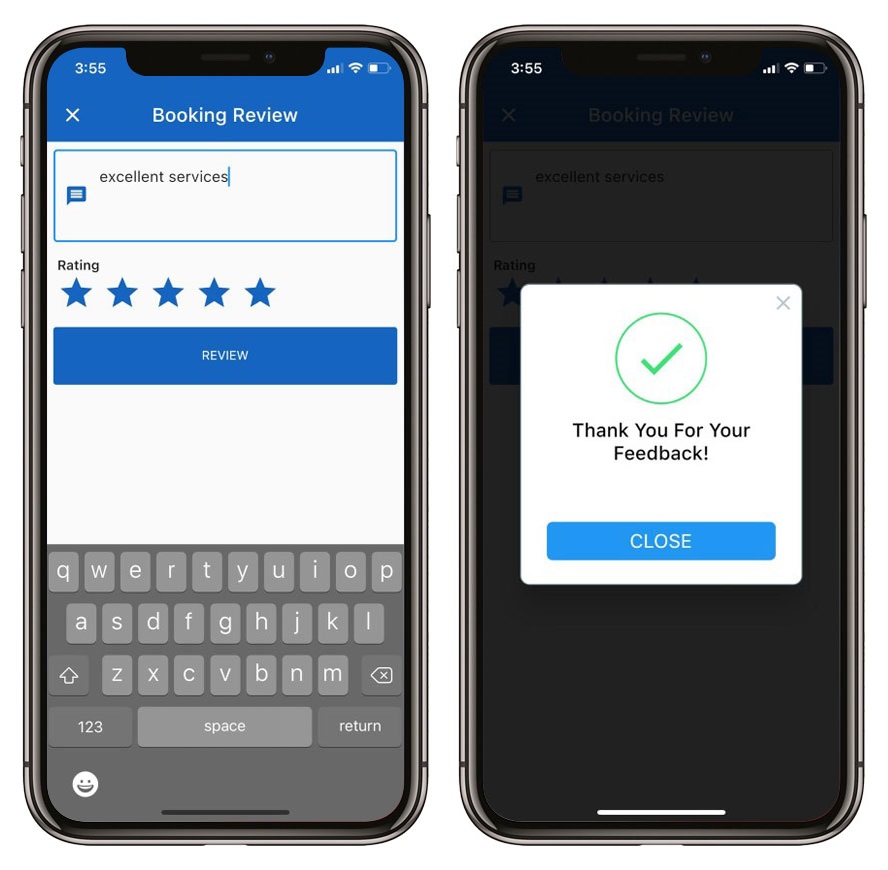 3:55
Booking Review
excellent services
Rating
REVIEW
q w e r t y u i o p
a s d f g h j k l
z x c v b n m
123 space return
3:55
Booking Review
excellent services
Rating
Thank You For Your
Feedback!
CLOSE